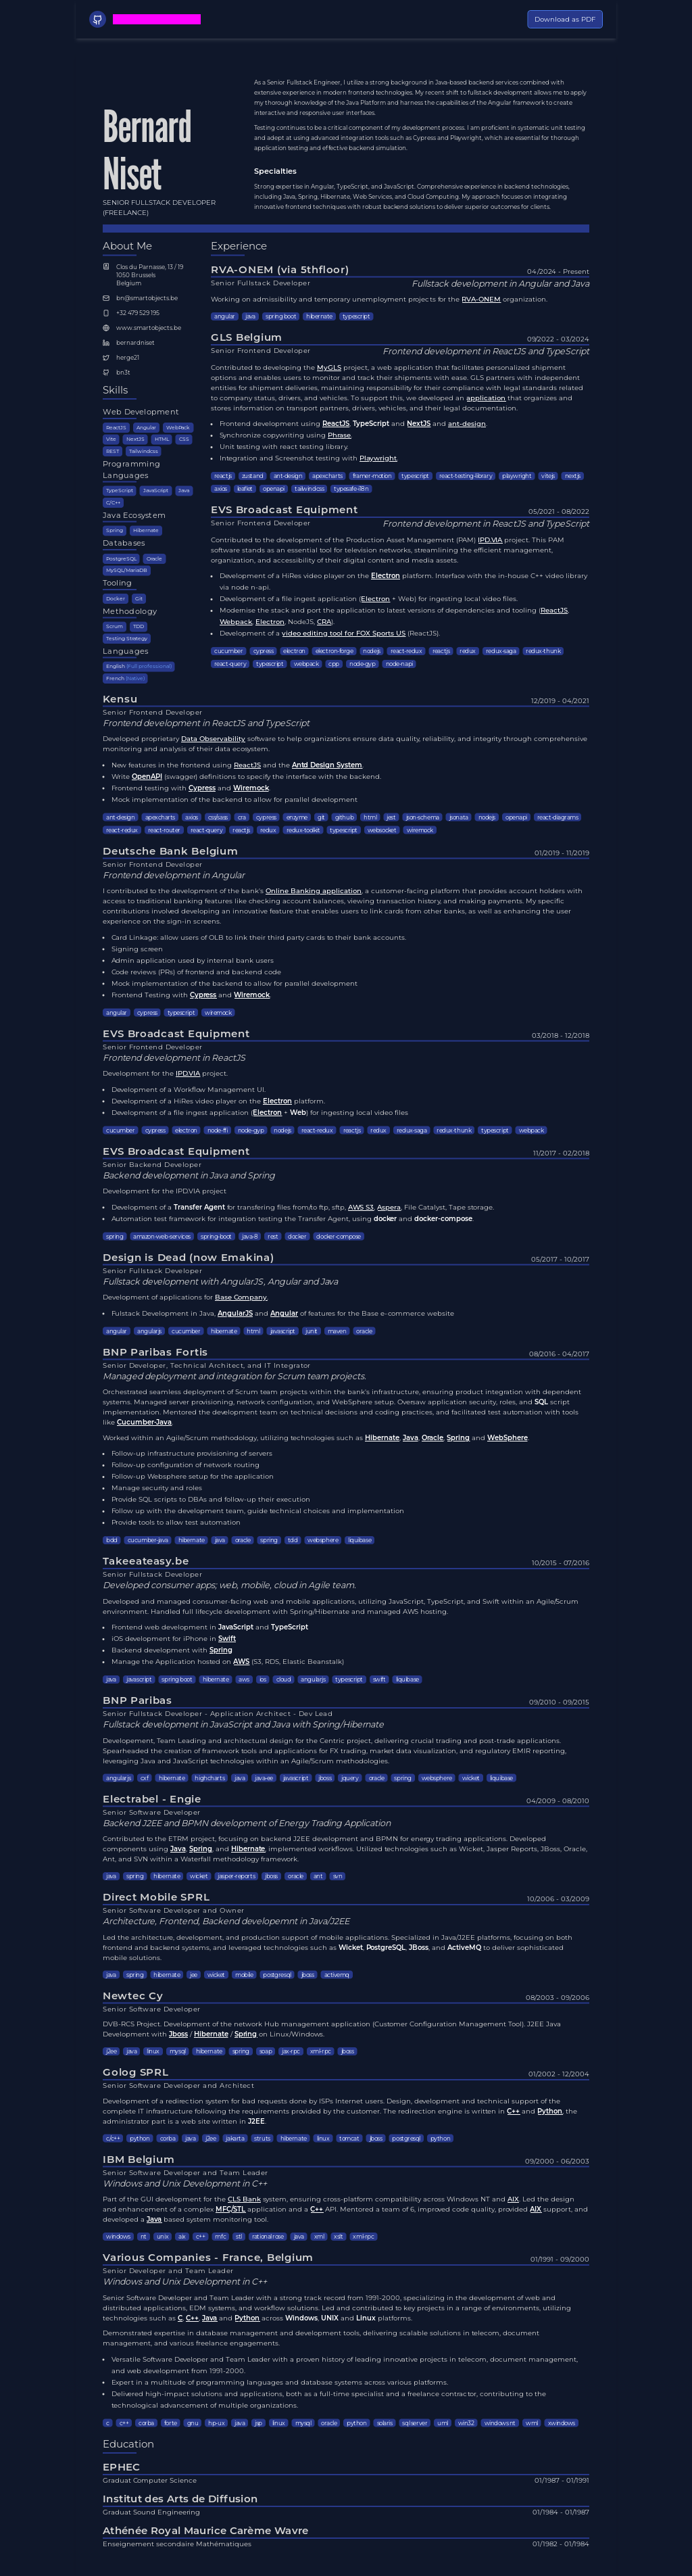 Download as PDF
Bernard
Niset
SENIOR FULLSTACK DEVELOPER
(FREELANCE)
As a Senior Fullstack Engineer, I utilize a strong background in Java-based backend services combined with
extensive experience in modern frontend technologies. My recent shift to fullstack development allows me to apply
my thorough knowledge of the Java Platform and harness the capabilities of the Angular framework to create
interactive and responsive user interfaces.
Testing continues to be a critical component of my development process. I am proficient in systematic unit testing
and adept at using advanced integration tools such as Cypress and Playwright, which are essential for thorough
application testing and effective backend simulation.
Specialties
Strong expertise in Angular, TypeScript, and JavaScript. Comprehensive experience in backend technologies,
including Java, Spring, Hibernate, Web Services, and Cloud Computing. My approach focuses on integrating
innovative frontend techniques with robust backend solutions to deliver superior outcomes for clients.
About Me
Clos du Parnasse, 13 / 19
1050 Brussels
Belgium
bn@smartobjects.be
+32 479 529 195
www.smartobjects.be
bernardniset
herge21
bn3t
Skills
Web Development
ReactJS Angular WebPack
Vite NextJS HTML CSS
REST Tailwindcss
Programming
Languages
TypeScript JavaScript Java
C/C++
Java Ecosystem
Spring Hibernate
Databases
PostgreSQL Oracle
MySQL/MariaDB
Tooling
Docker Git
Methodology
Scrum TDD
Testing Strategy
Languages
English (Full professional)
French (Native)
Experience
RVA-ONEM (via 5thfloor) 04/2024 - Present
Senior Fullstack Developer Fullstack development in Angular and Java
Working on admissibility and temporary unemployment projects for the RVA-ONEM organization.
angular java spring boot hibernate typescript
GLS Belgium 09/2022 - 03/2024
Senior Frontend Developer Frontend development in ReactJS and TypeScript
Contributed to developing the MyGLS project, a web application that facilitates personalized shipment
options and enables users to monitor and track their shipments with ease. GLS partners with independent
entities for shipment deliveries, maintaining responsibility for their compliance with legal standards related
to company status, drivers, and vehicles. To support this, we developed an application that organizes and
stores information on transport partners, drivers, vehicles, and their legal documentation.
• Frontend development using ReactJS, TypeScript and NextJS and ant-design.
• Synchronize copywriting using Phrase.
• Unit testing with react testing library.
• Integration and Screenshot testing with Playwright.
reactjs zustand ant-design apexcharts framer-motion typescript react-testing-library playwright vitejs nextjs
axios leaflet openapi tailwindcss typesafe-i18n
EVS Broadcast Equipment 05/2021 - 08/2022
Senior Frontend Developer Frontend development in ReactJS and TypeScript
Contributed to the development of the Production Asset Management (PAM) IPD.VIA project. This PAM
software stands as an essential tool for television networks, streamlining the efficient management,
organization, and accessibility of their digital content and media assets.
• Development of a HiRes video player on the Electron platform. Interface with the in-house C++ video library
via node n-api.
• Development of a file ingest application (Electron + Web) for ingesting local video files.
• Modernise the stack and port the application to latest versions of dependencies and tooling (ReactJS,
Webpack, Electron, NodeJS, CRA).
• Development of a video editing tool for FOX Sports US (ReactJS).
cucumber cypress electron electron-forge nodejs react-redux reactjs redux redux-saga redux-thunk
react-query typescript webpack cpp node-gyp node-napi
Kensu 12/2019 - 04/2021
Senior Frontend Developer
Frontend development in ReactJS and TypeScript
Developed proprietary Data Observability software to help organizations ensure data quality, reliability, and integrity through comprehensive
monitoring and analysis of their data ecosystem.
• New features in the frontend using ReactJS and the Antd Design System.
• Write OpenAPI (swagger) definitions to specify the interface with the backend.
• Frontend testing with Cypress and Wiremock.
• Mock implementation of the backend to allow for parallel development
ant-design apexcharts axios css/sass cra cypress enzyme git github html jest json-schema jsonata nodejs openapi react-diagrams
react-redux react-router react-query reactjs redux redux-toolkit typescript websocket wiremock
Deutsche Bank Belgium 01/2019 - 11/2019
Senior Frontend Developer
Frontend development in Angular
I contributed to the development of the bank's Online Banking application, a customer-facing platform that provides account holders with
access to traditional banking features like checking account balances, viewing transaction history, and making payments. My specific
contributions involved developing an innovative feature that enables users to link cards from other banks, as well as enhancing the user
experience of the sign-in screens.
• Card Linkage: allow users of OLB to link their third party cards to their bank accounts.
• Signing screen
• Admin application used by internal bank users
• Code reviews (PRs) of frontend and backend code
• Mock implementation of the backend to allow for parallel development
• Frontend Testing with Cypress and Wiremock.
angular cypress typescript wiremock
EVS Broadcast Equipment 03/2018 - 12/2018
Senior Frontend Developer
Frontend development in ReactJS
Development for the IPD.VIA project.
• Development of a Workflow Management UI.
• Development of a HiRes video player on the Electron platform.
• Development of a file ingest application (Electron - Web) for ingesting local video files
cucumber cypress electron node-ffi node-gyp nodejs react-redux reactjs redux redux-saga redux-thunk typescript webpack
EVS Broadcast Equipment 11/2017 - 02/2018
Senior Backend Developer
Backend development in Java and Spring
Development for the IPD.VIA project
• Development of a Transfer Agent for transfering files from/to ftp, sftp, AWS S3, Aspera, File Catalyst, Tape storage.
• Automation test framework for integration testing the Transfer Agent, using docker and docker-compose.
spring amazon-web-services spring-boot java-8 rest docker docker-compose
Design is Dead (now Emakina) 05/2017 - 10/2017
Senior Fullstack Developer
Fullstack development with AngularJS, Angular and Java
Development of applications for Base Company.
• Fulstack Development in Java, AngularJS and Angular of features for the Base e-commerce website
angular angularjs cucumber hibernate html javascript junit maven oracle
BNP Paribas Fortis 08/2016 - 04/2017
Senior Developer, Technical Architect, and IT Integrator
Managed deployment and integration for Scrum team projects.
Orchestrated seamless deployment of Scrum team projects within the bank's infrastructure, ensuring product integration with dependent
systems. Managed server provisioning, network configuration, and WebSphere setup. Oversaw application security, roles, and SQL script
implementation. Mentored the development team on technical decisions and coding practices, and facilitated test automation with tools
like Cucumber-Java.
Worked within an Agile/Scrum methodology, utilizing technologies such as Hibernate, Java, Oracle, Spring and WebSphere.
• Follow-up infrastructure provisioning of servers
• Follow-up configuration of network routing
• Follow-up Websphere setup for the application
• Manage security and roles
• Provide SQL scripts to DBAs and follow-up their execution
• Follow up with the development team, guide technical choices and implementation
• Provide tools to allow test automation
bdd cucumber-java hibernate java oracle spring tdd websphere liquibase
Takeeateasy.be 10/2015 - 07/2016
Senior Fullstack Developer
Developed consumer apps; web, mobile, cloud in Agile team.
Developed and managed consumer-facing web and mobile applications, utilizing JavaScript, TypeScript, and Swift within an Agile/Scrum
environment. Handled full lifecycle development with Spring/Hibernate and managed AWS hosting.
• Frontend web development in JavaScript and TypeScript
• iOS development for iPhone in Swift
• Backend development with Spring
• Manage the Application hosted on AWS (S3, RDS, Elastic Beanstalk)
java javascript spring boot hibernate aws ios cloud angularjs typescript swift liquibase
BNP Paribas 09/2010 - 09/2015
Senior Fullstack Developer - Application Architect - Dev Lead
Fullstack development in JavaScript and Java with Spring/Hibernate
Developement, Team Leading and architectural design for the Centric project, delivering crucial trading and post-trade applications.
Spearheaded the creation of framework tools and applications for FX trading, market data visualization, and regulatory EMIR reporting,
leveraging Java and JavaScript technologies within an Agile/Scrum methodologies.
angularjs cxf hibernate highcharts java java-ee javascript jboss jquery oracle spring websphere wicket liquibase
Electrabel - Engie 04/2009 - 08/2010
Senior Software Developer
Backend J2EE and BPMN development of Energy Trading Application
Contributed to the ETRM project, focusing on backend J2EE development and BPMN for energy trading applications. Developed
components using Java, Spring, and Hibernate, implemented workflows. Utilized technologies such as Wicket, Jasper Reports, JBoss, Oracle,
Ant, and SVN within a Waterfall methodology framework.
java spring hibernate wicket jasper-reports jboss oracle ant svn
Direct Mobile SPRL 10/2006 - 03/2009
Senior Software Developer and Owner
Architecture, Frontend, Backend developemnt in Java/J2EE
Led the architecture, development, and production support of mobile applications. Specialized in Java/J2EE platforms, focusing on both
frontend and backend systems, and leveraged technologies such as Wicket, PostgreSQL, JBoss, and ActiveMQ to deliver sophisticated
mobile solutions.
java spring hibernate jee wicket mobile postgresql jboss activemq
Newtec Cy 08/2003 - 09/2006
Senior Software Developer
DVB-RCS Project. Development of the network Hub management application (Customer Configuration Management Tool). J2EE Java
Development with Jboss / Hibernate / Spring on Linux/Windows.
j2ee java linux mysql hibernate spring soap jax-rpc xml-rpc jboss
Golog SPRL 01/2002 - 12/2004
Senior Software Developer and Architect
Development of a redirection system for bad requests done by ISPs Internet users. Design, development and technical support of the
complete IT infrastructure following the requirements provided by the customer. The redirection engine is written in C++ and Python, the
administrator part is a web site written in J2EE.
c/c++ python corba java j2ee jakarta struts hibernate linux tomcat jboss postgresql python
IBM Belgium 09/2000 - 06/2003
Senior Software Developer and Team Leader
Windows and Unix Development in C++
Part of the GUI development for the CLS Bank system, ensuring cross-platform compatibility across Windows NT and AIX. Led the design
and enhancement of a complex MFC/STL application and a C++ API. Mentored a team of 6, improved code quality, provided AIX support, and
developed a Java based system monitoring tool.
windows nt unix aix c++ mfc stl rational rose java xml xslt xml-rpc
Various Companies - France, Belgium 01/1991 - 09/2000
Senior Developer and Team Leader
Windows and Unix Development in C++
Senior Software Developer and Team Leader with a strong track record from 1991-2000, specializing in the development of web and
distributed applications, EDM systems, and workflow solutions. Led and contributed to key projects in a range of environments, utilizing
technologies such as C, C++, Java and Python across Windows, UNIX and Linux platforms.
Demonstrated expertise in database management and development tools, delivering scalable solutions in telecom, document
management, and various freelance engagements.
• Versatile Software Developer and Team Leader with a proven history of leading innovative projects in telecom, document management,
and web development from 1991-2000.
• Expert in a multitude of programming languages and database systems across various platforms.
• Delivered high-impact solutions and applications, both as a full-time specialist and a freelance contractor, contributing to the
technological advancement of multiple organizations.
c c++ corba forte gnu hp-ux java jsp linux mysql oracle python solaris sqlserver uml win32 windows nt wml xwindows
Education
EPHEC
Graduat Computer Science 01/1987 - 01/1991
Institut des Arts de Diffusion
Graduat Sound Engineering 01/1984 - 01/1987
Athénée Royal Maurice Carème Wavre
Enseignement secondaire Mathématiques 01/1982 - 01/1984